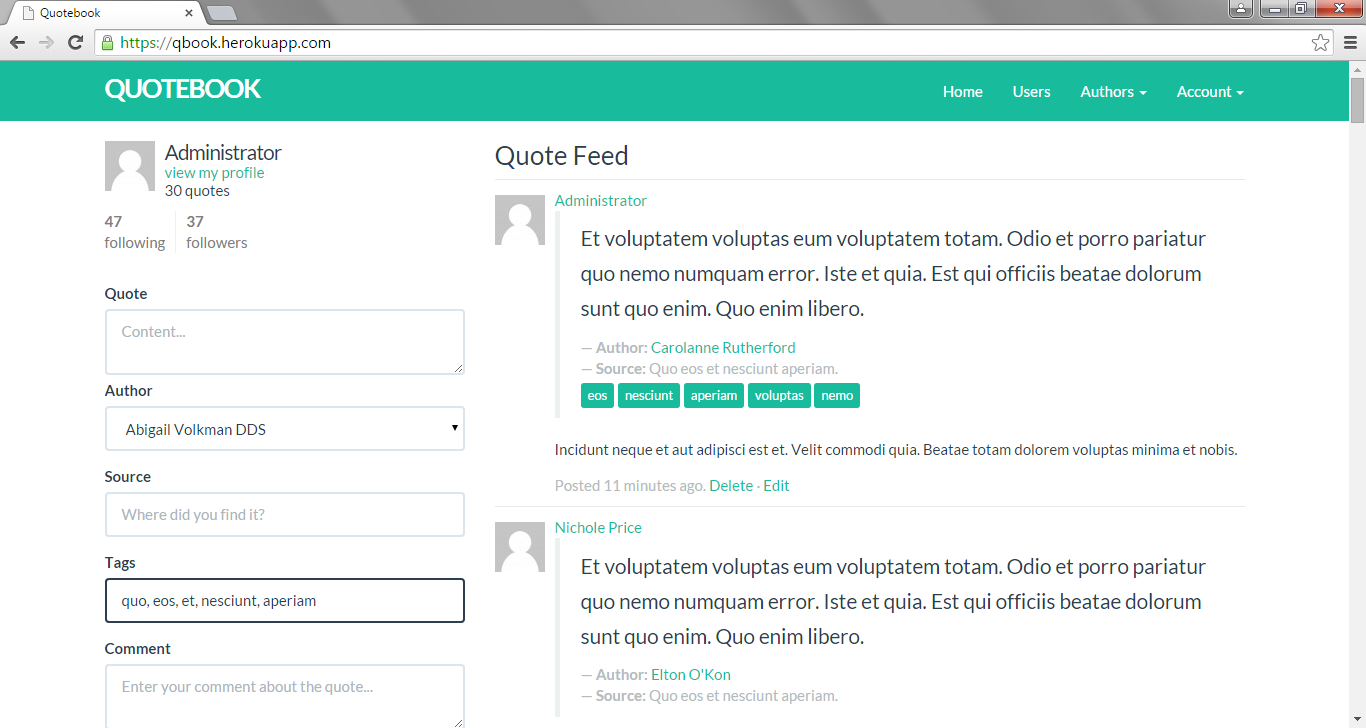 Quotebook
https://qbook.herokuapp.com
QUOTEBOOK
Home Users Authors Account
Administrator
view my profile
30 quotes
47 following
37 followers
Quote
Content...
Author
Abigail Volkman DDS
Source
Where did you find it?
Tags
quo, eos, et, nesciunt, aperiam
Comment
Enter your comment about the quote...
Quote Feed
Administrator
Et voluptatem voluptas eum voluptatem totam. Odio et porro pariatur
quo nemo numquam error. Iste et quia. Est qui officiis beatae dolorum
sunt quo enim. Quo enim libero.
— Author: Carolanne Rutherford
— Source: Quo eos et nesciunt aperiam.
eos nesciunt aperiam voluptas nemo
Incidunt neque et aut adipisci est et. Velit commodi quia. Beatae totam dolorem voluptas minima et nobis.
Posted 11 minutes ago. Delete · Edit
Nichole Price
Et voluptatem voluptas eum voluptatem totam. Odio et porro pariatur
quo nemo numquam error. Iste et quia. Est qui officiis beatae dolorum
sunt quo enim. Quo enim libero.
— Author: Elton O'Kon
— Source: Quo eos et nesciunt aperiam.